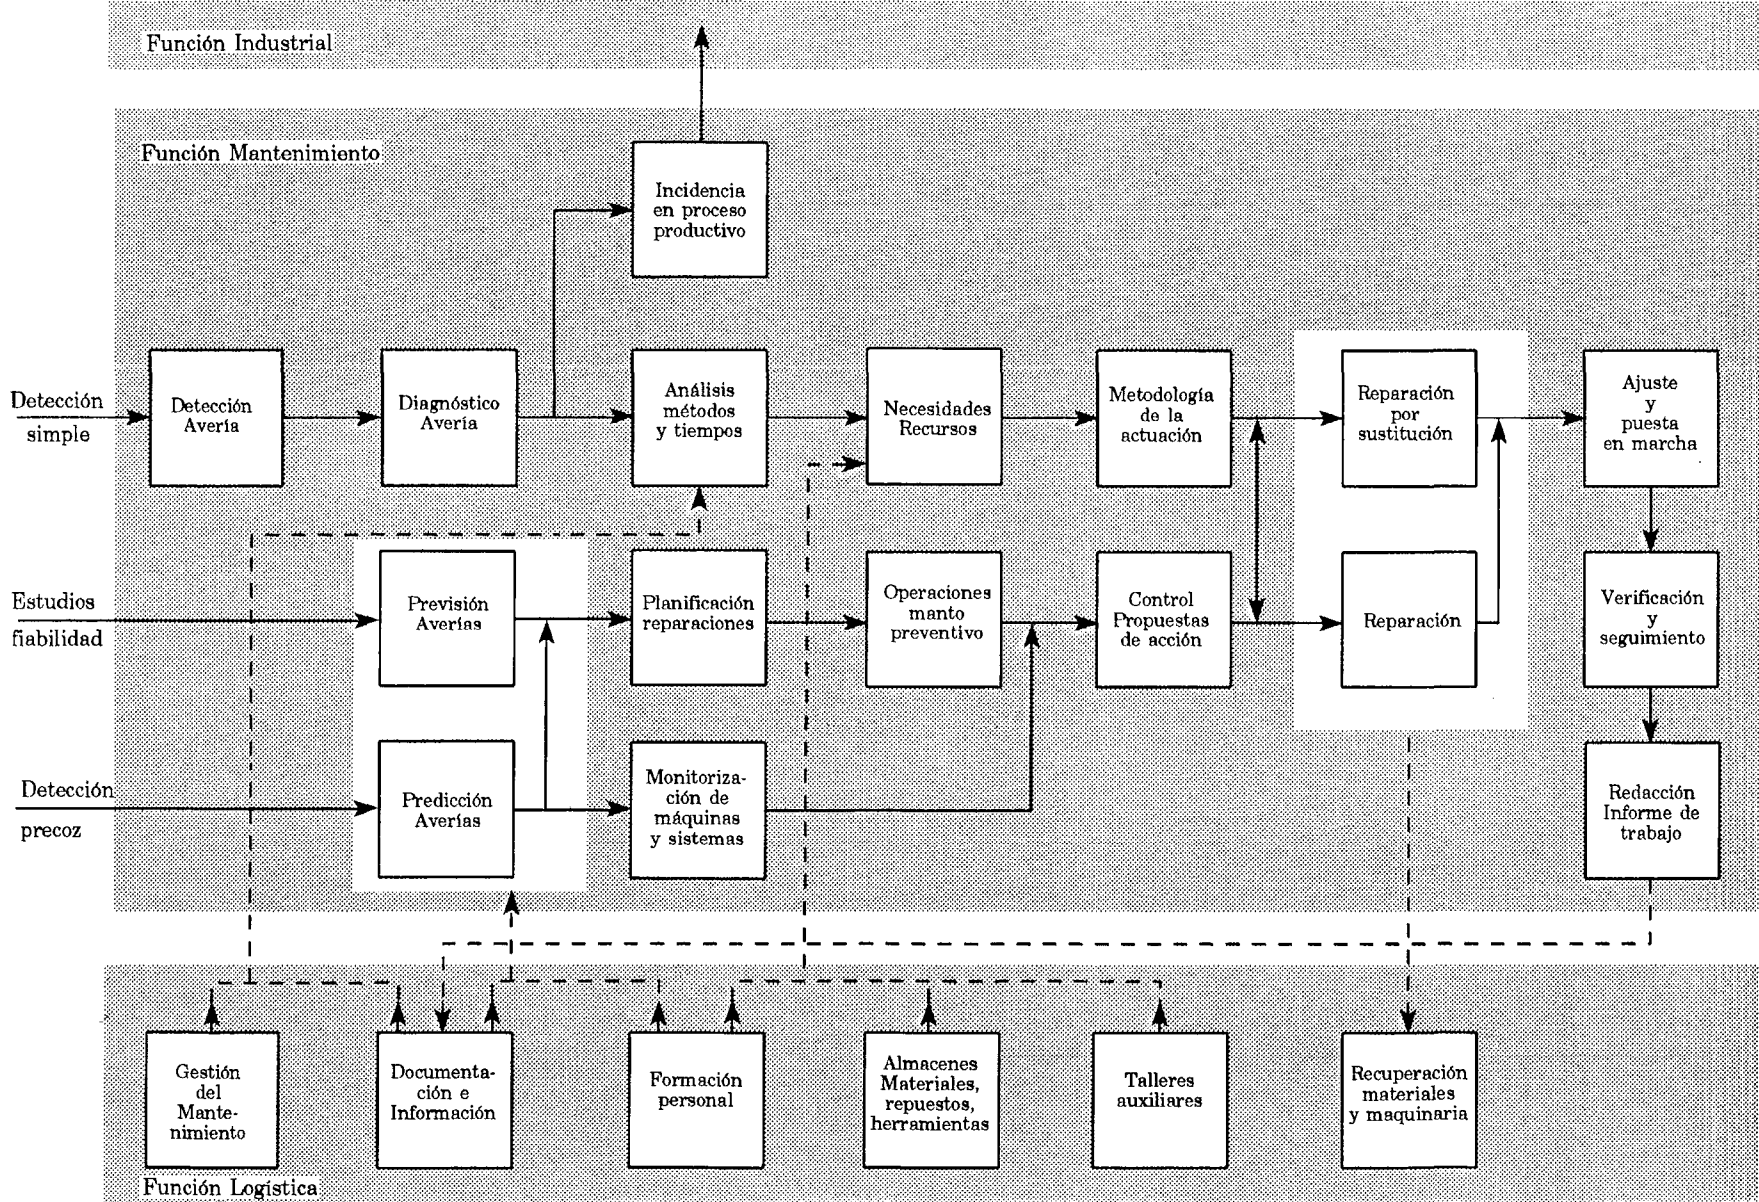 Función Industrial
Función Mantenimiento
Incidencia
en proceso
productivo
Detección
simple
Detección
Avería
Diagnóstico
Avería
Análisis
métodos
y tiempos
Necesidades
Recursos
Metodología
de la
actuación
Reparación
por
sustitución
Ajuste
y
puesta
en marcha
Estudios
fiabilidad
Previsión
Averías
Planificación
reparaciones
Operaciones
manto
preventivo
Control
Propuestas
de acción
Reparación
Verificación
y
seguimiento
Detección
precoz
Predicción
Averías
Monitoriza-
ción de
máquinas
y sistemas
Redacción
Informe de
trabajo
Gestión
del
Mante-
nimiento
Documenta-
ción e
Información
Formación
personal
Almacenes
Materiales,
repuestos,
herramientas
Talleres
auxiliares
Recuperación
materiales
y maquinaria
Función Logística